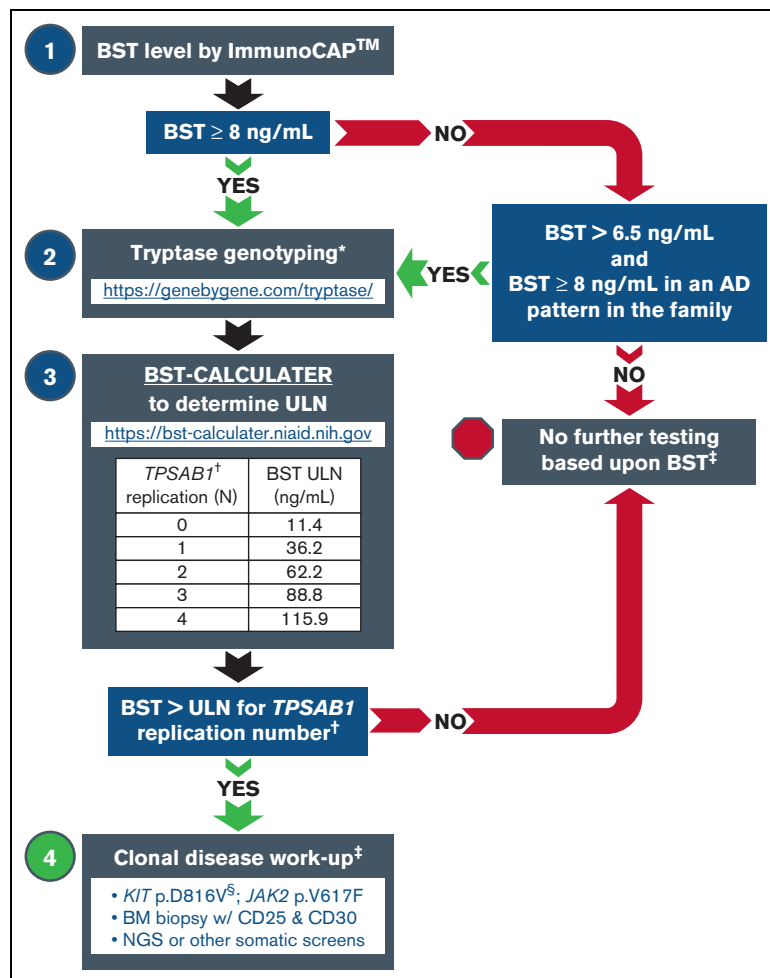 1
BST level by ImmunoCAP™
BST ≥ 8 ng/mL
NO
YES
BST > 6.5 ng/mL
and
BST ≥ 8 ng/mL in an AD
pattern in the family
YES
2
Tryptase genotyping*
https://genebygene.com/tryptase/
NO
No further testing
based upon BST‡
3
BST-CALCULATER
to determine ULN
https://bst-calculater.niaid.nih.gov
TPSAB1† replication (N) BST ULN (ng/mL)
0 11.4
1 36.2
2 62.2
3 88.8
4 115.9
BST > ULN for TPSAB1
replication number†
NO
YES
4
Clonal disease work-up‡
• KIT p.D816V§; JAK2 p.V617F
• BM biopsy w/ CD25 & CD30
• NGS or other somatic screens